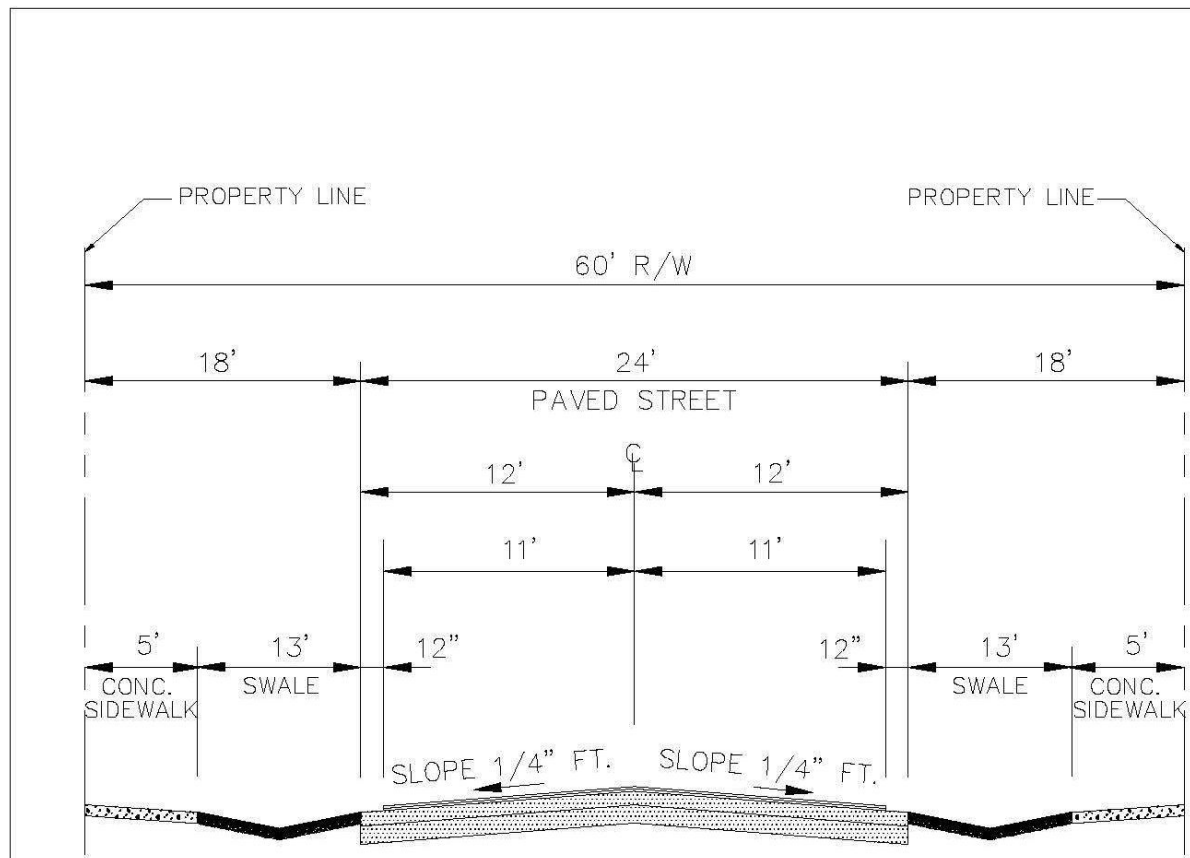 PROPERTY LINE
PROPERTY LINE
60' R/W
18'
24'
18'
PAVED STREET
℄
12'
12'
11'
11'
5'
13'
12"
12"
13'
5'
CONC.
SIDEWALK
SWALE
SWALE
CONC.
SIDEWALK
SLOPE 1/4" FT.
SLOPE 1/4" FT.